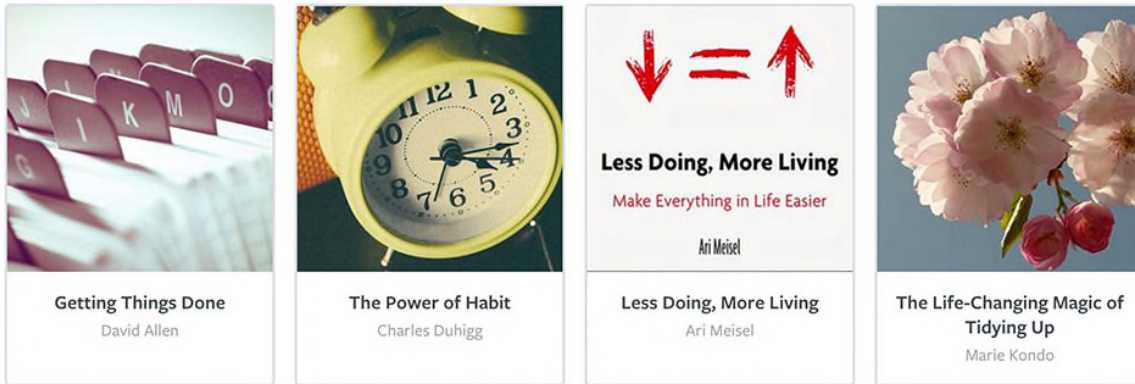 J
I
N
G
I
K
M
O
12
1
2
3
4
5
6
7
8
9
10
11
Less Doing, More Living
Make Everything in Life Easier
Ari Meisel
Getting Things Done
David Allen
The Power of Habit
Charles Duhigg
Less Doing, More Living
Ari Meisel
The Life-Changing Magic of
Tidying Up
Marie Kondo